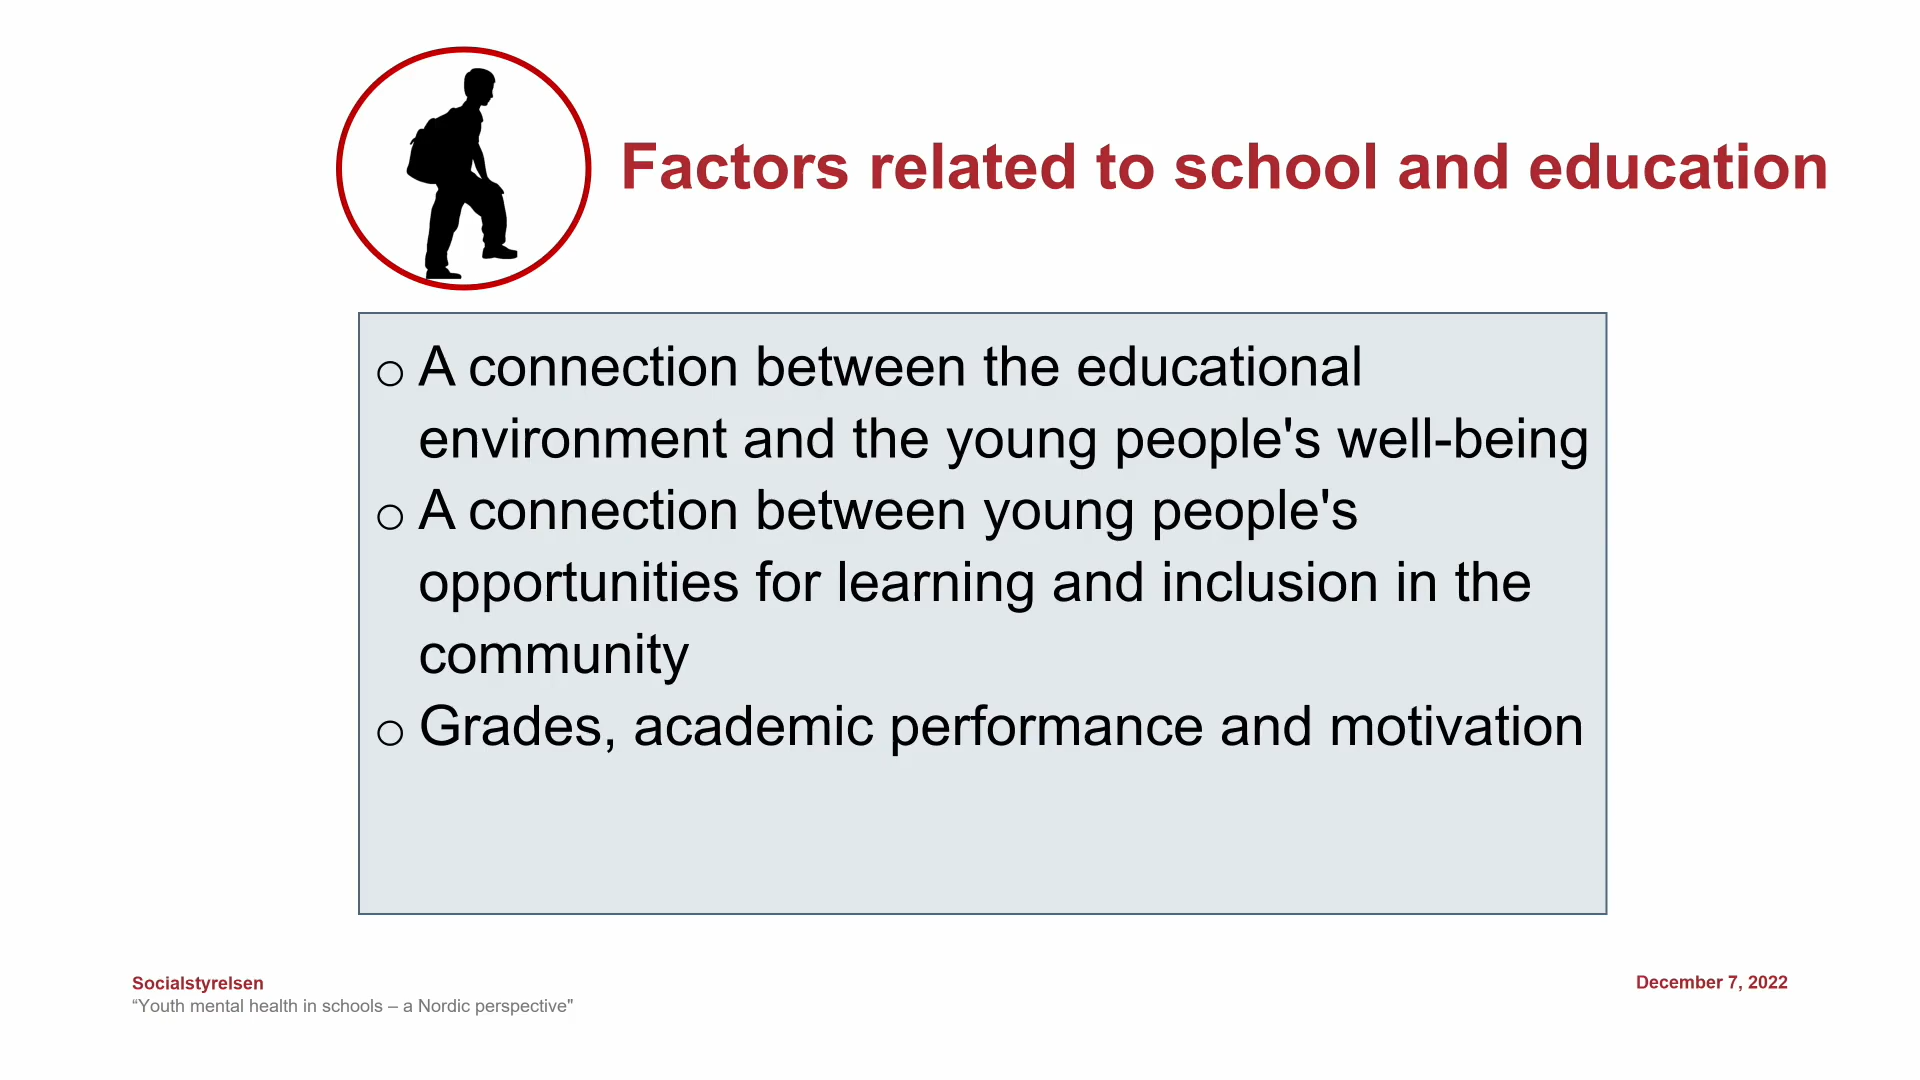 Factors related to school and education
○ A connection between the educational
environment and the young people's well-being
○ A connection between young people's
opportunities for learning and inclusion in the
community
○ Grades, academic performance and motivation
Socialstyrelsen
“Youth mental health in schools – a Nordic perspective"
December 7, 2022